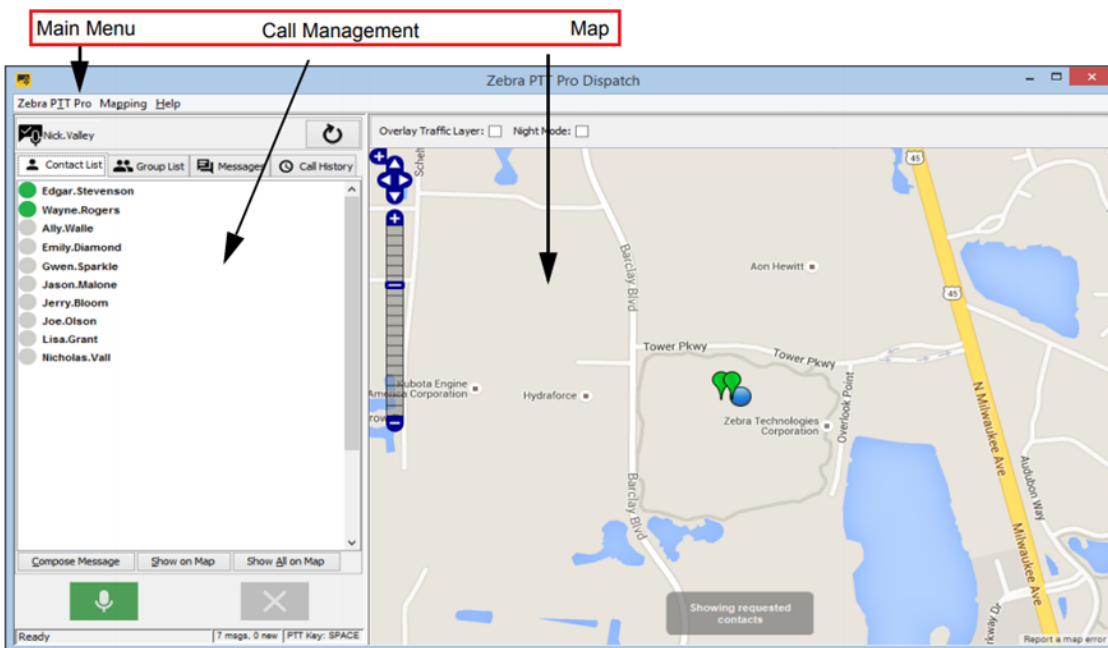 Main Menu
Call Management
Map
Zebra PTT Pro Dispatch
Zebra PTT Pro Mapping Help
Nick.Valley
Overlay Traffic Layer:
Night Mode:
Contact List
Group List
Messages
Call History
Edgar.Stevenson
Wayne.Rogers
Ally.Walle
Emily.Diamond
Gwen.Sparkle
Jason.Malone
Jerry.Bloom
Joe.Olson
Lisa.Grant
Nicholas.Vall
Compose Message
Show on Map
Show All on Map
Ready
7 msgs, 0 new
PTT Key: SPACE
45
Barclay Blvd
Aon Hewitt
45
Tower Pkwy
Tower Pkwy
Kubota Engine
America Corporation
Hydraforce
Zebra Technologies
Corporation
Overlook Point
N Milwaukee Ave
Audubon Way
Barclay Blvd
Milwaukee Ave
Showing requested
contacts
Report a map error